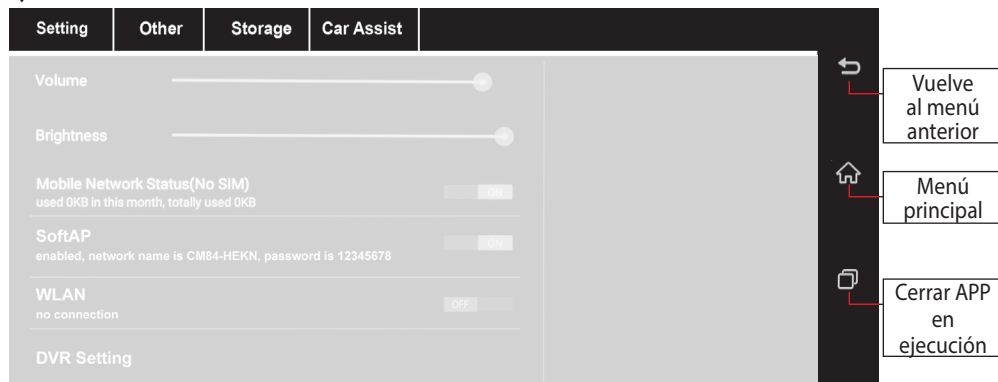 Setting Other Storage Car Assist
Volume
Brightness
Mobile Network Status(No SIM)
used 0KB in this month, totally used 0KB
ON
SoftAP
enabled, network name is CM84-HEKN, password is 12345678
ON
WLAN
no connection
OFF
DVR Setting
Vuelve
al menú
anterior
Menú
principal
Cerrar APP
en
ejecución